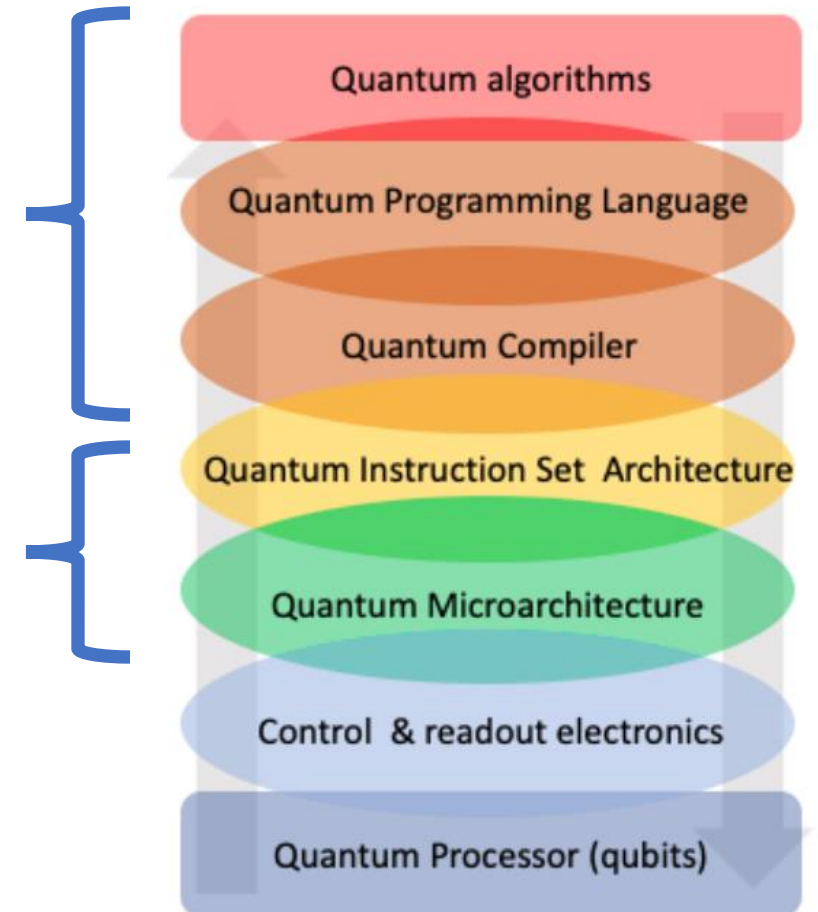 Quantum algorithms
Quantum Programming Language
Quantum Compiler
Quantum Instruction Set Architecture
Quantum Microarchitecture
Control & readout electronics
Quantum Processor (qubits)